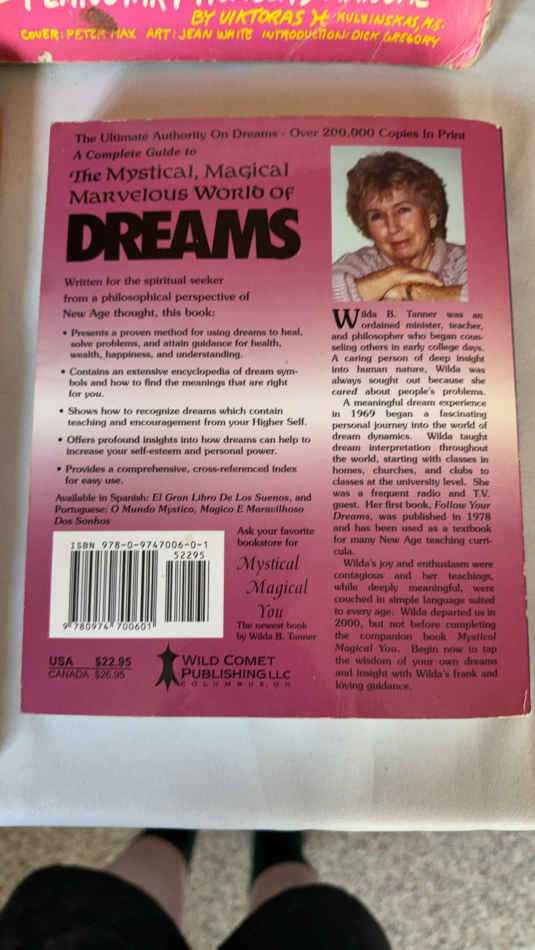 BY VIKTORAS KULVINSKAS, M.S.
COVER: PETER MAX ART: JEAN WHITE INTRODUCTION: DICK GREGORY
The Ultimate Authority On Dreams - Over 200,000 Copies In Print
A Complete Guide to
The Mystical, Magical
Marvelous World of
DREAMS
Written for the spiritual seeker
from a philosophical perspective of
New Age thought, this book:
• Presents a proven method for using dreams to heal,
solve problems, and attain guidance for health,
wealth, happiness, and understanding.
• Contains an extensive encyclopedia of dream sym-
bols and how to find the meanings that are right
for you.
• Shows how to recognize dreams which contain
teaching and encouragement from your Higher Self.
• Offers profound insights into how dreams can help to
increase your self-esteem and personal power.
• Provides a comprehensive, cross-referenced index
for easy use.
Available in Spanish: El Gran Libro De Los Suenos, and
Portuguese: O Mundo Mystico, Magico E Maravilhoso
Dos Sonhos
ISBN 978-0-9747006-0-1
52295
9 780974 700601
Ask your favorite
bookstore for
Mystical
Magical
You
The newest book
by Wilda B. Tanner
USA $22.95
CANADA $26.95
WILD COMET
PUBLISHING LLC
COLUMBUS, OH
Wilda B. Tanner was an
ordained minister, teacher,
and philosopher who began coun-
seling others in early college days.
A caring person of deep insight
into human nature, Wilda was
always sought out because she
cared about people's problems.
A meaningful dream experience
in 1969 began a fascinating
personal journey into the world of
dream dynamics. Wilda taught
dream interpretation throughout
the world, starting with classes in
homes, churches, and clubs to
classes at the university level. She
was a frequent radio and T.V.
guest. Her first book, Follow Your
Dreams, was published in 1978
and has been used as a textbook
for many New Age teaching curri-
cula.
Wilda's joy and enthusiasm were
contagious and her teachings,
while deeply meaningful, were
couched in simple language suited
to every age. Wilda departed us in
2000, but not before completing
the companion book Mystical
Magical You. Begin now to tap
the wisdom of your own dreams
and insight with Wilda's frank and
loving guidance.